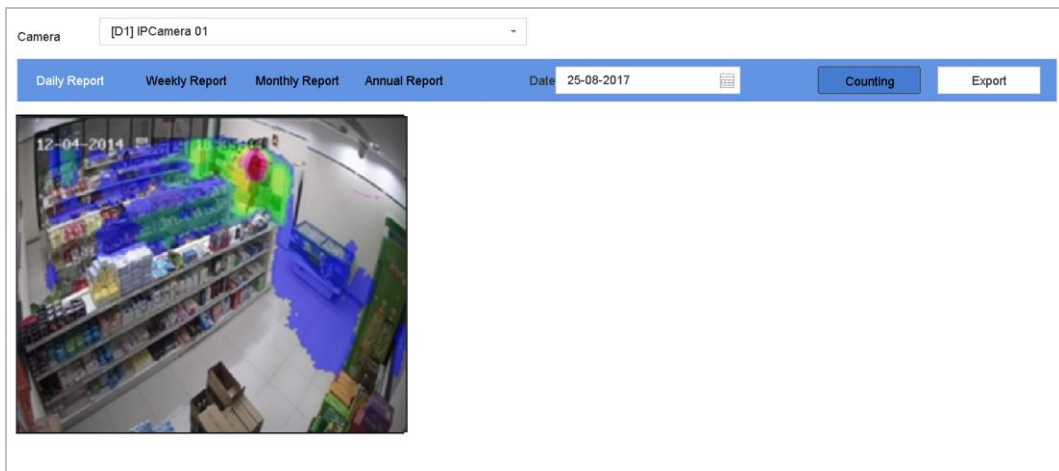 Camera [D1] IPCamera 01
Daily Report Weekly Report Monthly Report Annual Report Date 25-08-2017 Counting Export
12-04-2014